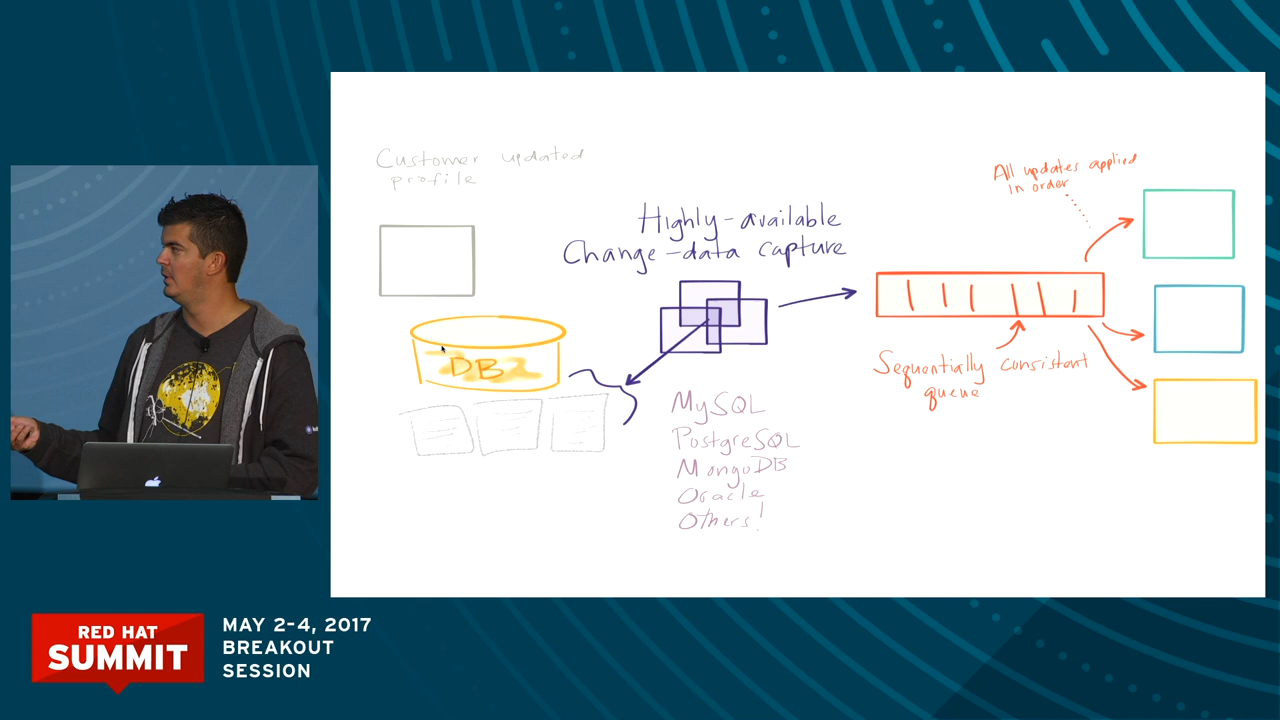 Customer updated
profile
Highly-available
Change-data capture
DB
MySQL
PostgreSQL
MongoDB
Oracle
Others!
Sequentially consistent
queue
All updates applied
in order
RED HAT
SUMMIT
MAY 2-4, 2017
BREAKOUT
SESSION